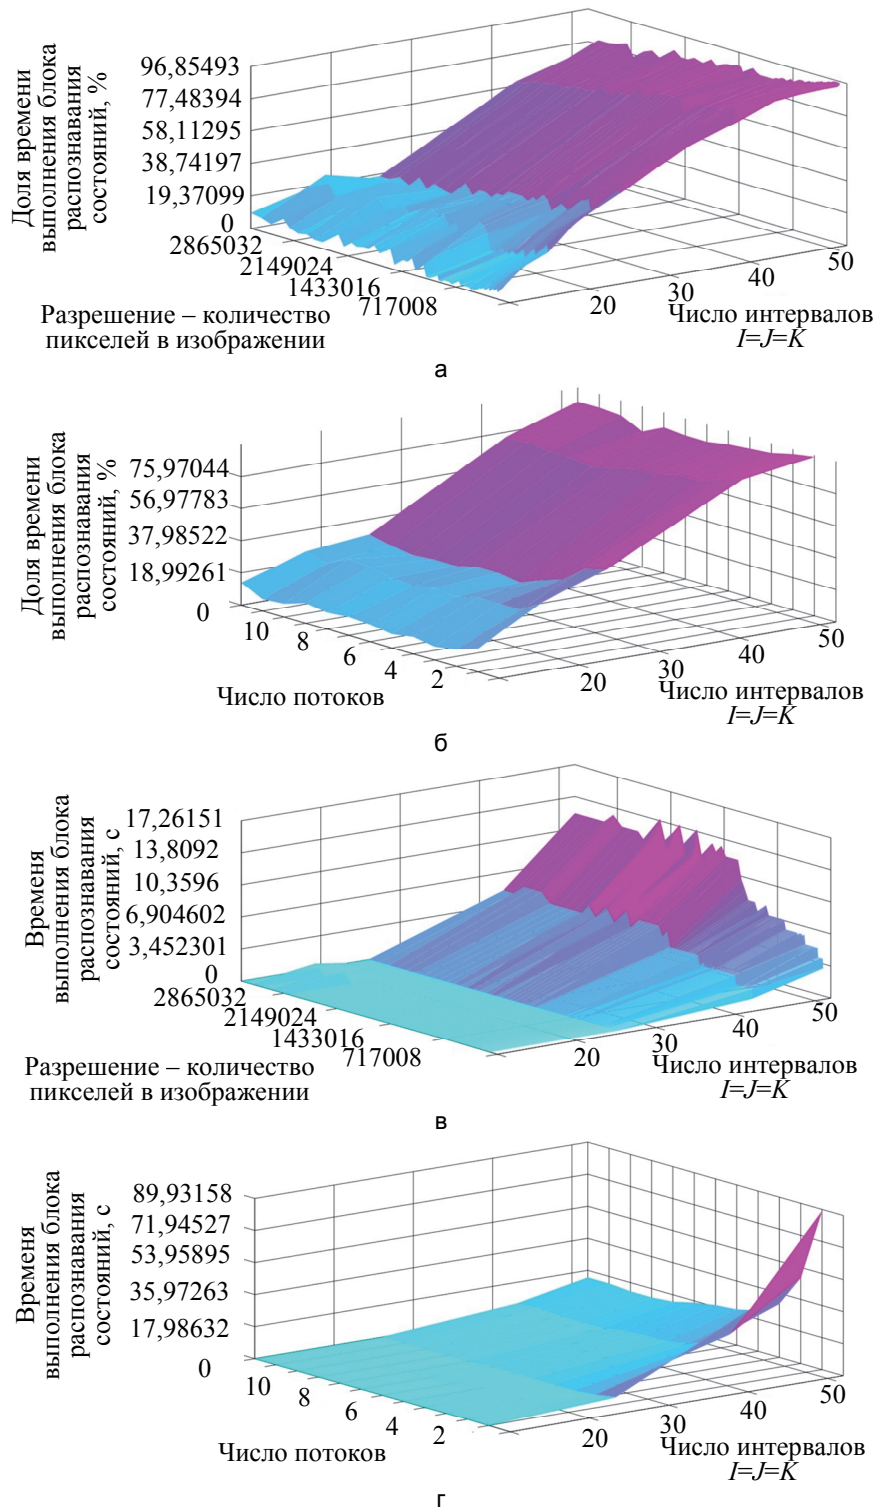 Доля времени
выполнения блока
распознавания
состояний, %
96,85493
77,48394
58,11295
38,74197
19,37099
0
2865032
2149024
1433016
717008
20
30
40
50
Разрешение – количество
пикселей в изображении
Число интервалов
I=J=K
а
Доля времени
выполнения блока
распознавания
состояний, %
75,97044
56,97783
37,98522
18,99261
0
10
8
6
4
2
20
30
40
50
Число потоков
Число интервалов
I=J=K
б
Временя
выполнения блока
распознавания
состояний, с
17,26151
13,8092
10,3596
6,904602
3,452301
0
2865032
2149024
1433016
717008
20
30
40
50
Разрешение – количество
пикселей в изображении
Число интервалов
I=J=K
в
Временя
выполнения блока
распознавания
состояний, с
89,93158
71,94527
53,95895
35,97263
17,98632
0
10
8
6
4
2
20
30
40
50
Число потоков
Число интервалов
I=J=K
г